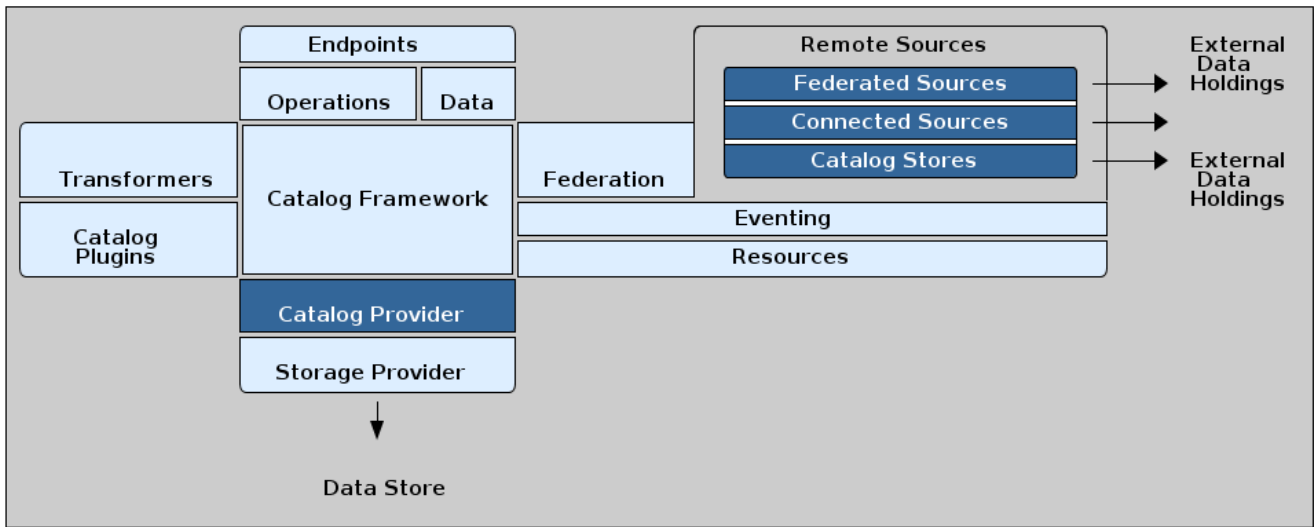 Endpoints
Operations
Data
Transformers
Catalog
Plugins
Catalog Framework
Federation
Remote Sources
Federated Sources
Connected Sources
Catalog Stores
External
Data
Holdings
External
Data
Holdings
Eventing
Resources
Catalog Provider
Storage Provider
Data Store